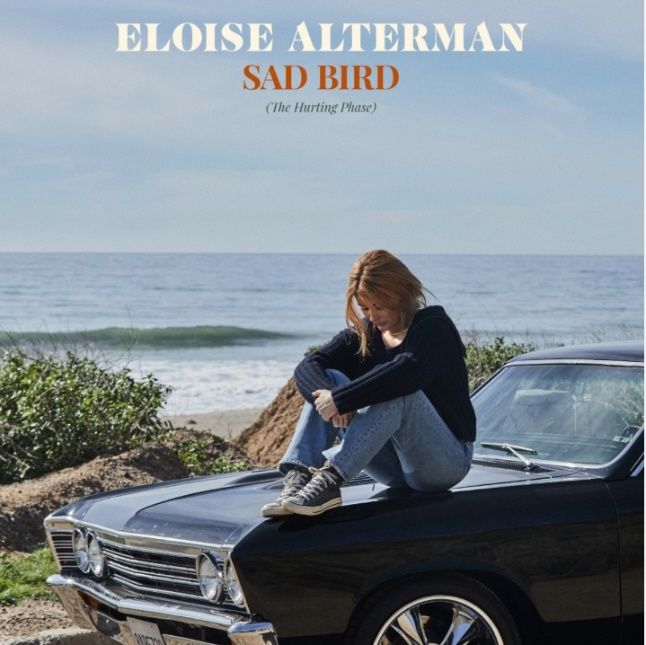 ELOISE ALTERMAN
SAD BIRD
(The Hurting Phase)